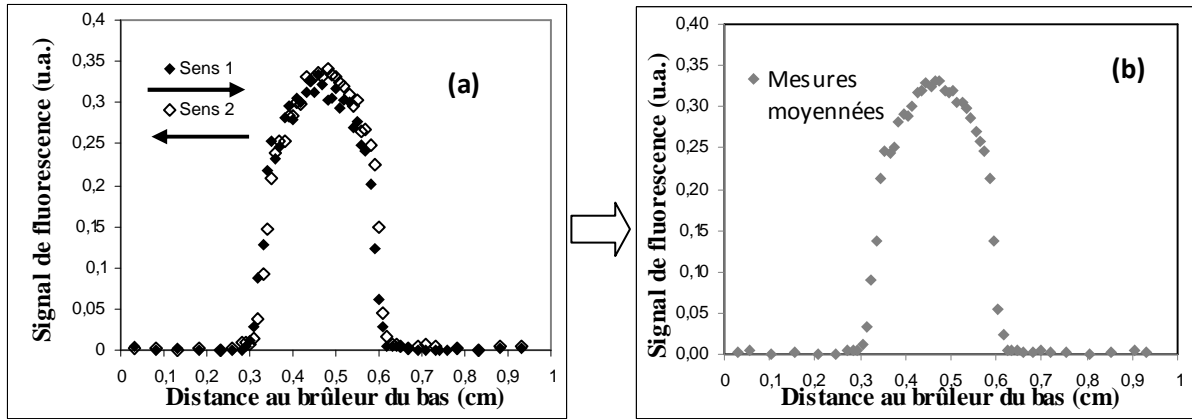 0,4
0,35
0,3
0,25
0,2
0,15
0,1
0,05
0
Signal de fluorescence (u.a.)
Sens 1
Sens 2
(a)
0 0,1 0,2 0,3 0,4 0,5 0,6 0,7 0,8 0,9 1
Distance au brûleur du bas (cm)
0,40
0,35
0,30
0,25
0,20
0,15
0,10
0,05
0,00
Signal de fluorescence (u.a.)
Mesures
moyennées
(b)
0 0,1 0,2 0,3 0,4 0,5 0,6 0,7 0,8 0,9 1
Distance au brûleur du bas (cm)